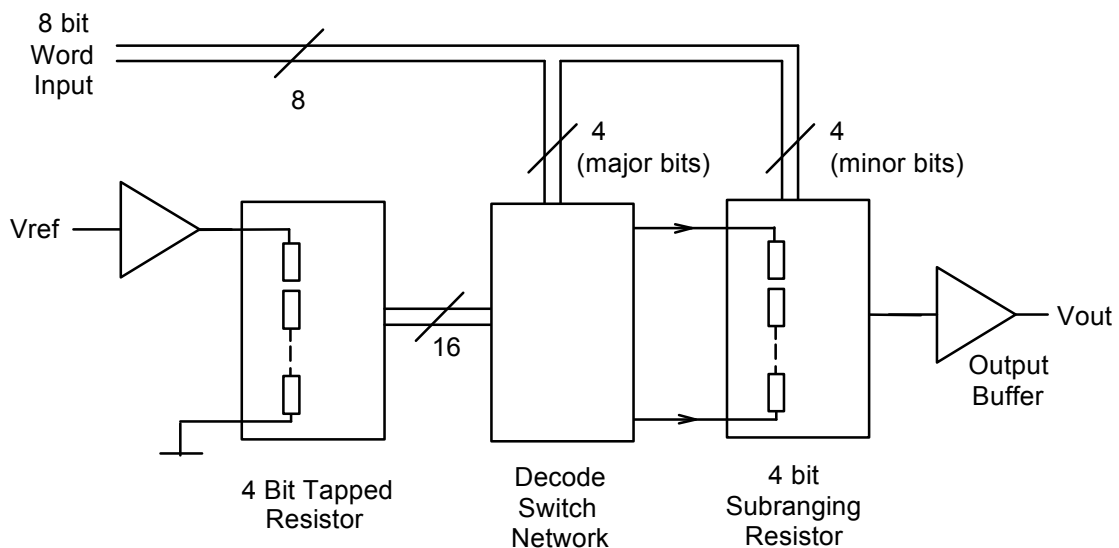 8 bit
Word
Input
8
4
(major bits)
4
(minor bits)
Vref
16
Vout
Output
Buffer
4 Bit Tapped
Resistor
Decode
Switch
Network
4 bit
Subranging
Resistor